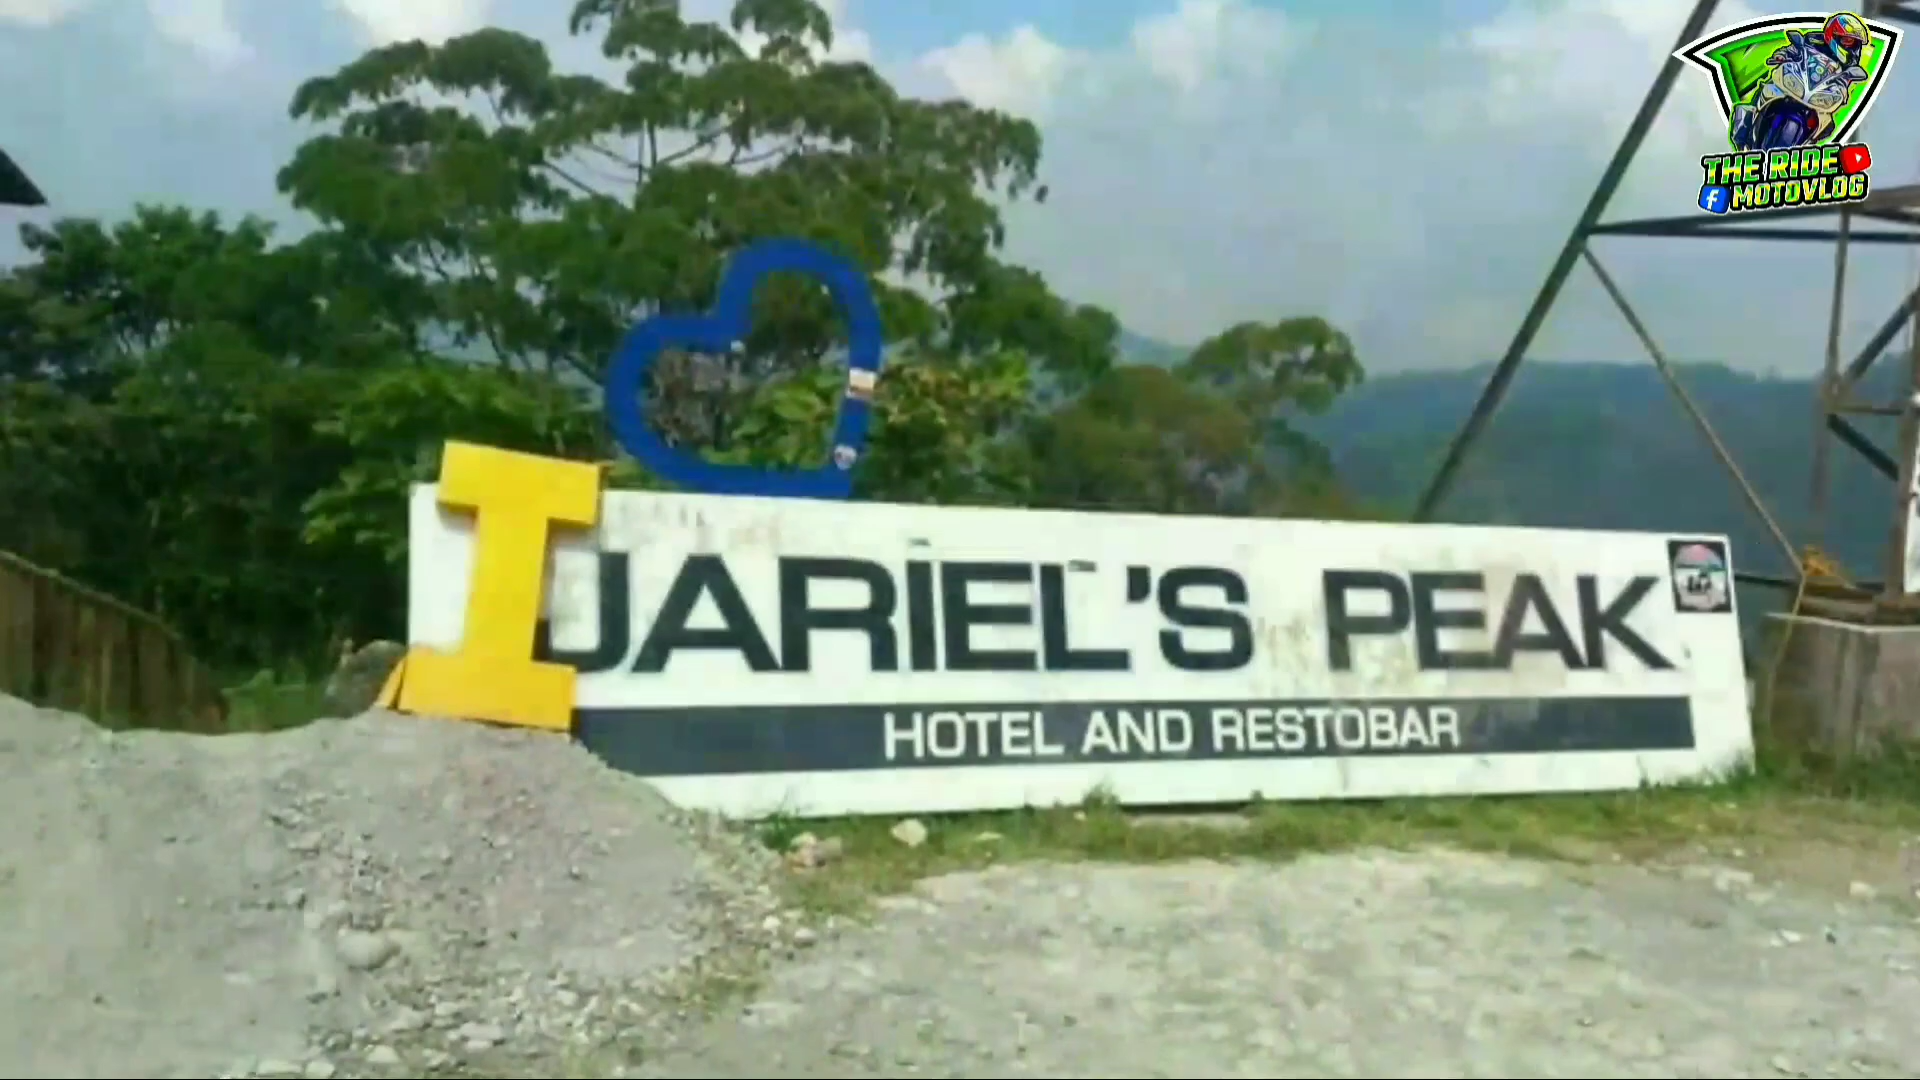 THE RIDE
MOTOVLOG
I
JARIEL'S PEAK
HOTEL AND RESTOBAR